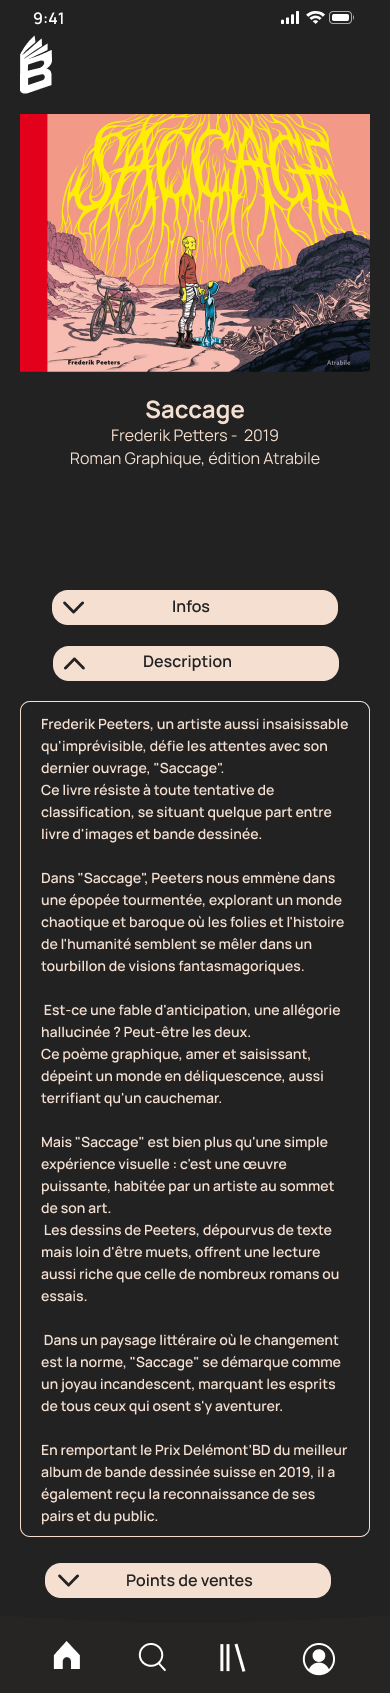 9:41
B
SACCAGE
Frederik Peeters
Atrabile
Saccage
Frederik Petters - 2019
Roman Graphique, édition Atrabile
Infos
Description
Frederik Peeters, un artiste aussi insaisissable
qu'imprévisible, défie les attentes avec son
dernier ouvrage, "Saccage".
Ce livre résiste à toute tentative de
classification, se situant quelque part entre
livre d'images et bande dessinée.
Dans "Saccage", Peeters nous emmène dans
une épopée tourmentée, explorant un monde
chaotique et baroque où les folies et l'histoire
de l'humanité semblent se mêler dans un
tourbillon de visions fantasmagoriques.
Est-ce une fable d'anticipation, une allégorie
hallucinée ? Peut-être les deux.
Ce poème graphique, amer et saisissant,
dépeint un monde en déliquescence, aussi
terrifiant qu'un cauchemar.
Mais "Saccage" est bien plus qu'une simple
expérience visuelle : c'est une œuvre
puissante, habitée par un artiste au sommet
de son art.
Les dessins de Peeters, dépourvus de texte
mais loin d'être muets, offrent une lecture
aussi riche que celle de nombreux romans ou
essais.
Dans un paysage littéraire où le changement
est la norme, "Saccage" se démarque comme
un joyau incandescent, marquant les esprits
de tous ceux qui osent s'y aventurer.
En remportant le Prix Delémont'BD du meilleur
album de bande dessinée suisse en 2019, il a
également reçu la reconnaissance de ses
pairs et du public.
Points de ventes